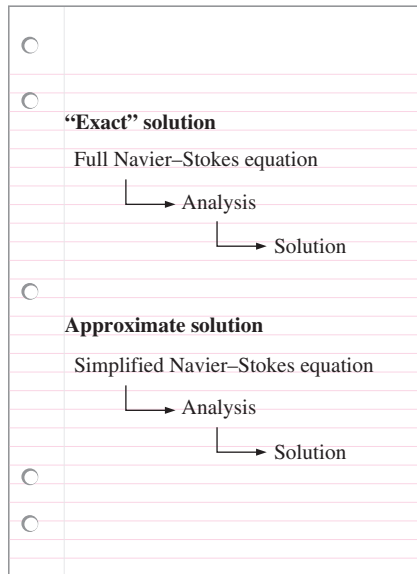 “Exact” solution
Full Navier–Stokes equation
Analysis
Solution
Approximate solution
Simplified Navier–Stokes equation
Analysis
Solution